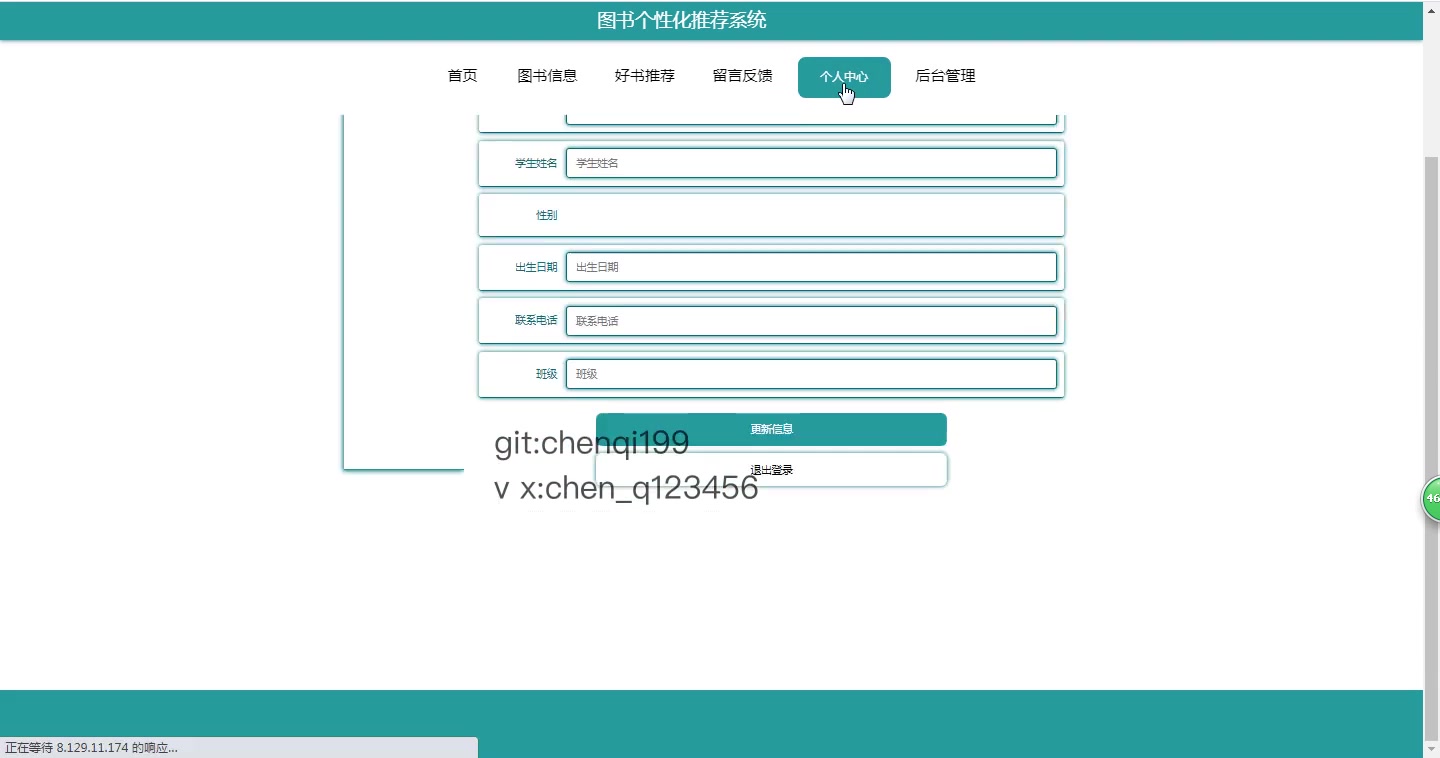 图书个性化推荐系统
首页 图书信息 好书推荐 留言反馈 个人中心 后台管理
学生姓名 学生姓名
性别
出生日期 出生日期
联系电话 联系电话
班级 班级
更新信息
git:chenqi199
退出登录
v x:chen_q123456
46
正在等待 8.129.11.174 的响应...